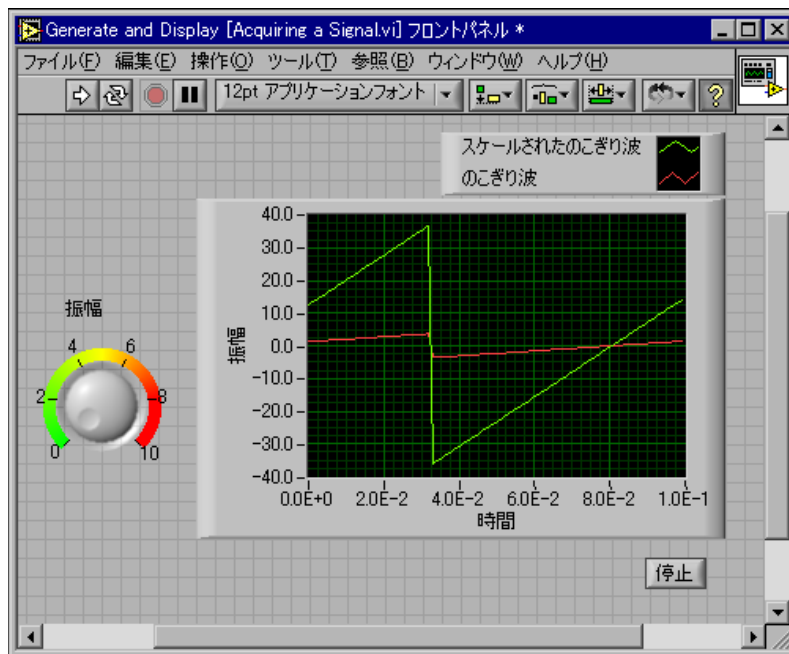 Generate and Display [Acquiring a Signal.vi] フロントパネル *
ファイル(F) 編集(E) 操作(O) ツール(T) 参照(B) ウィンドウ(W) ヘルプ(H)
12pt アプリケーションフォント
?
スケールされたのこぎり波
のこぎり波
40.0
30.0
20.0
10.0
0.0
-10.0
-20.0
-30.0
-40.0
振幅
0.0E+0 2.0E-2 4.0E-2 6.0E-2 8.0E-2 1.0E-1
時間
振幅
4 6
2 8
0 10
停止